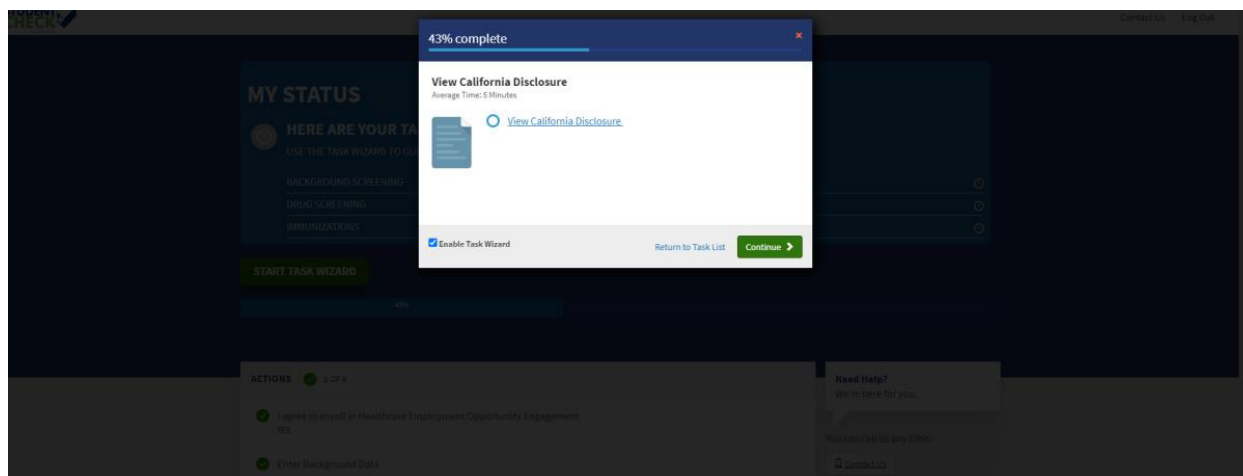 STUDENT
CHECK
Contact Us Log Out
43% complete
View California Disclosure
Average Time: 5 Minutes
View California Disclosure
Enable Task Wizard
Return to Task List
Continue
MY STATUS
HERE ARE YOUR TA
USE THE TASK WIZARD TO GU
BACKGROUND SCREENING
DRUG SCREENING
IMMUNIZATIONS
START TASK WIZARD
43%
ACTIONS
I agree to enroll in Healthcare Employment Opportunity Engagement
YES
Enter Background Data
Need Help?
We're here for you.
You can call us any time.
Contact Us